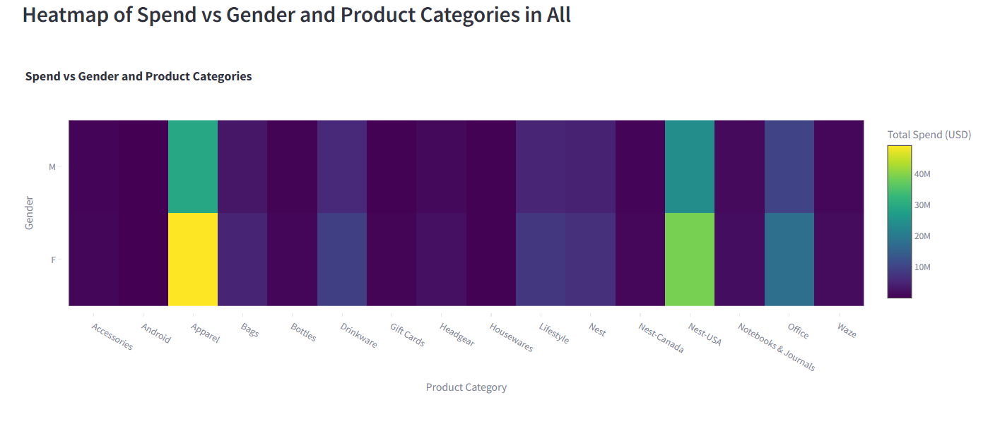 Heatmap of Spend vs Gender and Product Categories in All
Spend vs Gender and Product Categories
Total Spend (USD)
40M
30M
20M
10M
M
F
Gender
Accessories
Android
Apparel
Bags
Bottles
Drinkware
Gift Cards
Headgear
Housewares
Lifestyle
Nest
Nest-Canada
Nest-USA
Notebooks & Journals
Office
Waze
Product Category